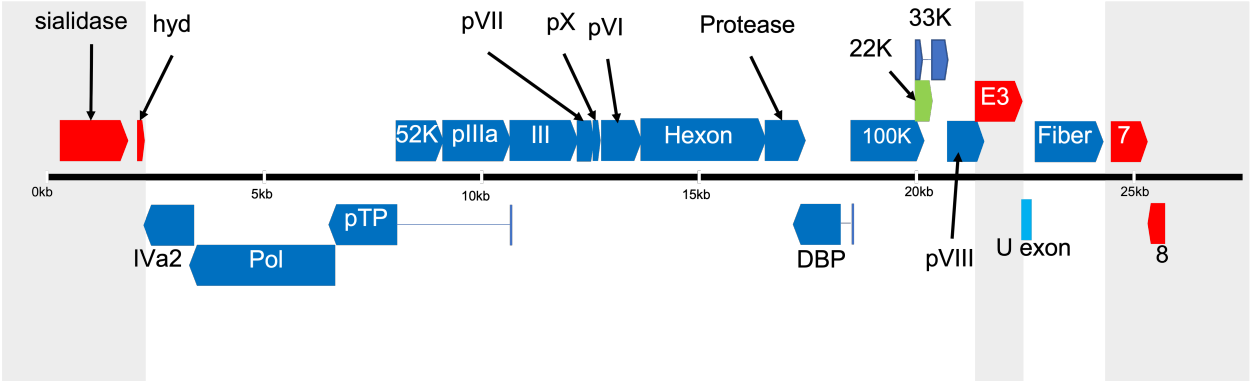 33K
sialidase
hyd
pVII
pX
pVI
Protease
22K
E3
52K
pIIIa
III
Hexon
100K
Fiber
7
0kb
5kb
10kb
15kb
20kb
25kb
pTP
IVa2
Pol
DBP
pVIII
U exon
8